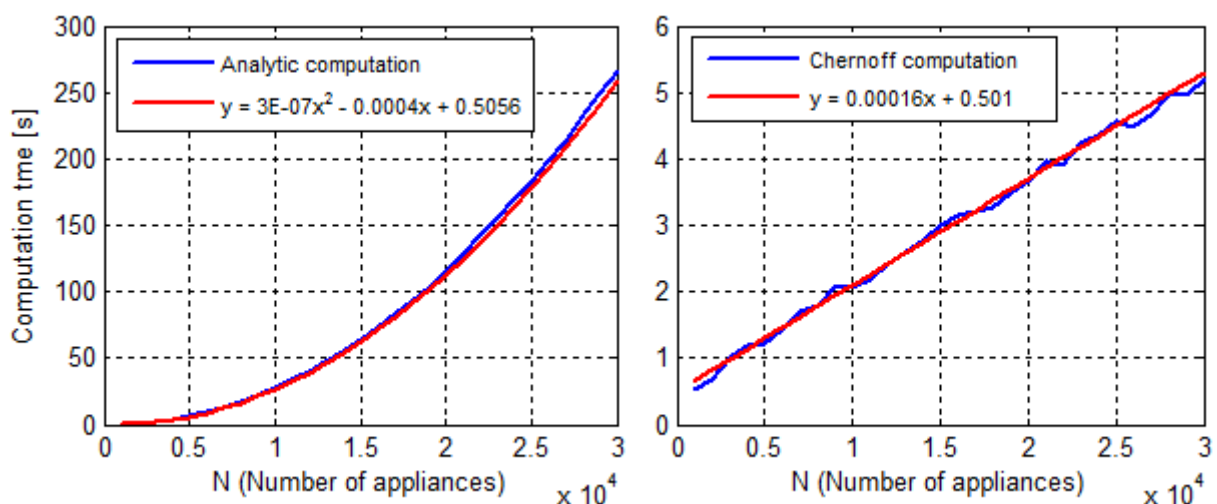 300
250
200
150
100
50
0
Computation tme [s]
Analytic computation
y = 3E-07x² - 0.0004x + 0.5056
0 0.5 1 1.5 2 2.5 3
N (Number of appliances)
x 10⁴
6
5
4
3
2
1
0
Chernoff computation
y = 0.00016x + 0.501
0 0.5 1 1.5 2 2.5 3
N (Number of appliances)
x 10⁴